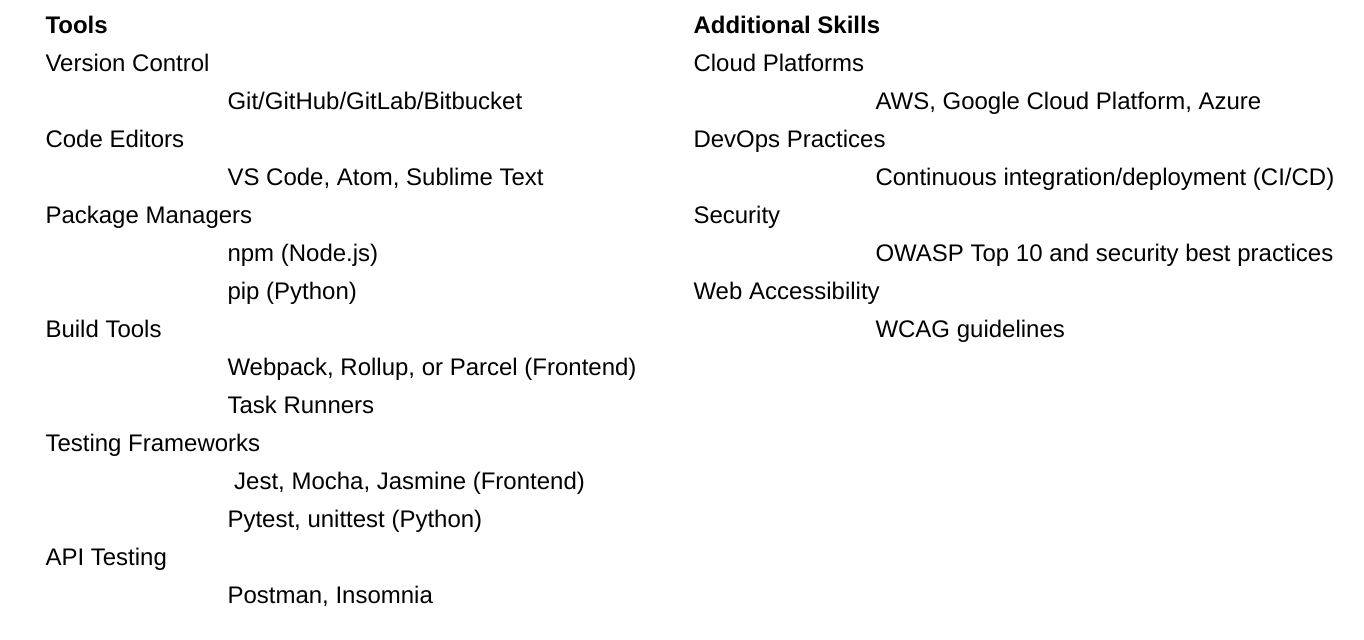 Tools
Version Control
Git/GitHub/GitLab/Bitbucket
Code Editors
VS Code, Atom, Sublime Text
Package Managers
npm (Node.js)
pip (Python)
Build Tools
Webpack, Rollup, or Parcel (Frontend)
Task Runners
Testing Frameworks
Jest, Mocha, Jasmine (Frontend)
Pytest, unittest (Python)
API Testing
Postman, Insomnia
Additional Skills
Cloud Platforms
AWS, Google Cloud Platform, Azure
DevOps Practices
Continuous integration/deployment (CI/CD)
Security
OWASP Top 10 and security best practices
Web Accessibility
WCAG guidelines